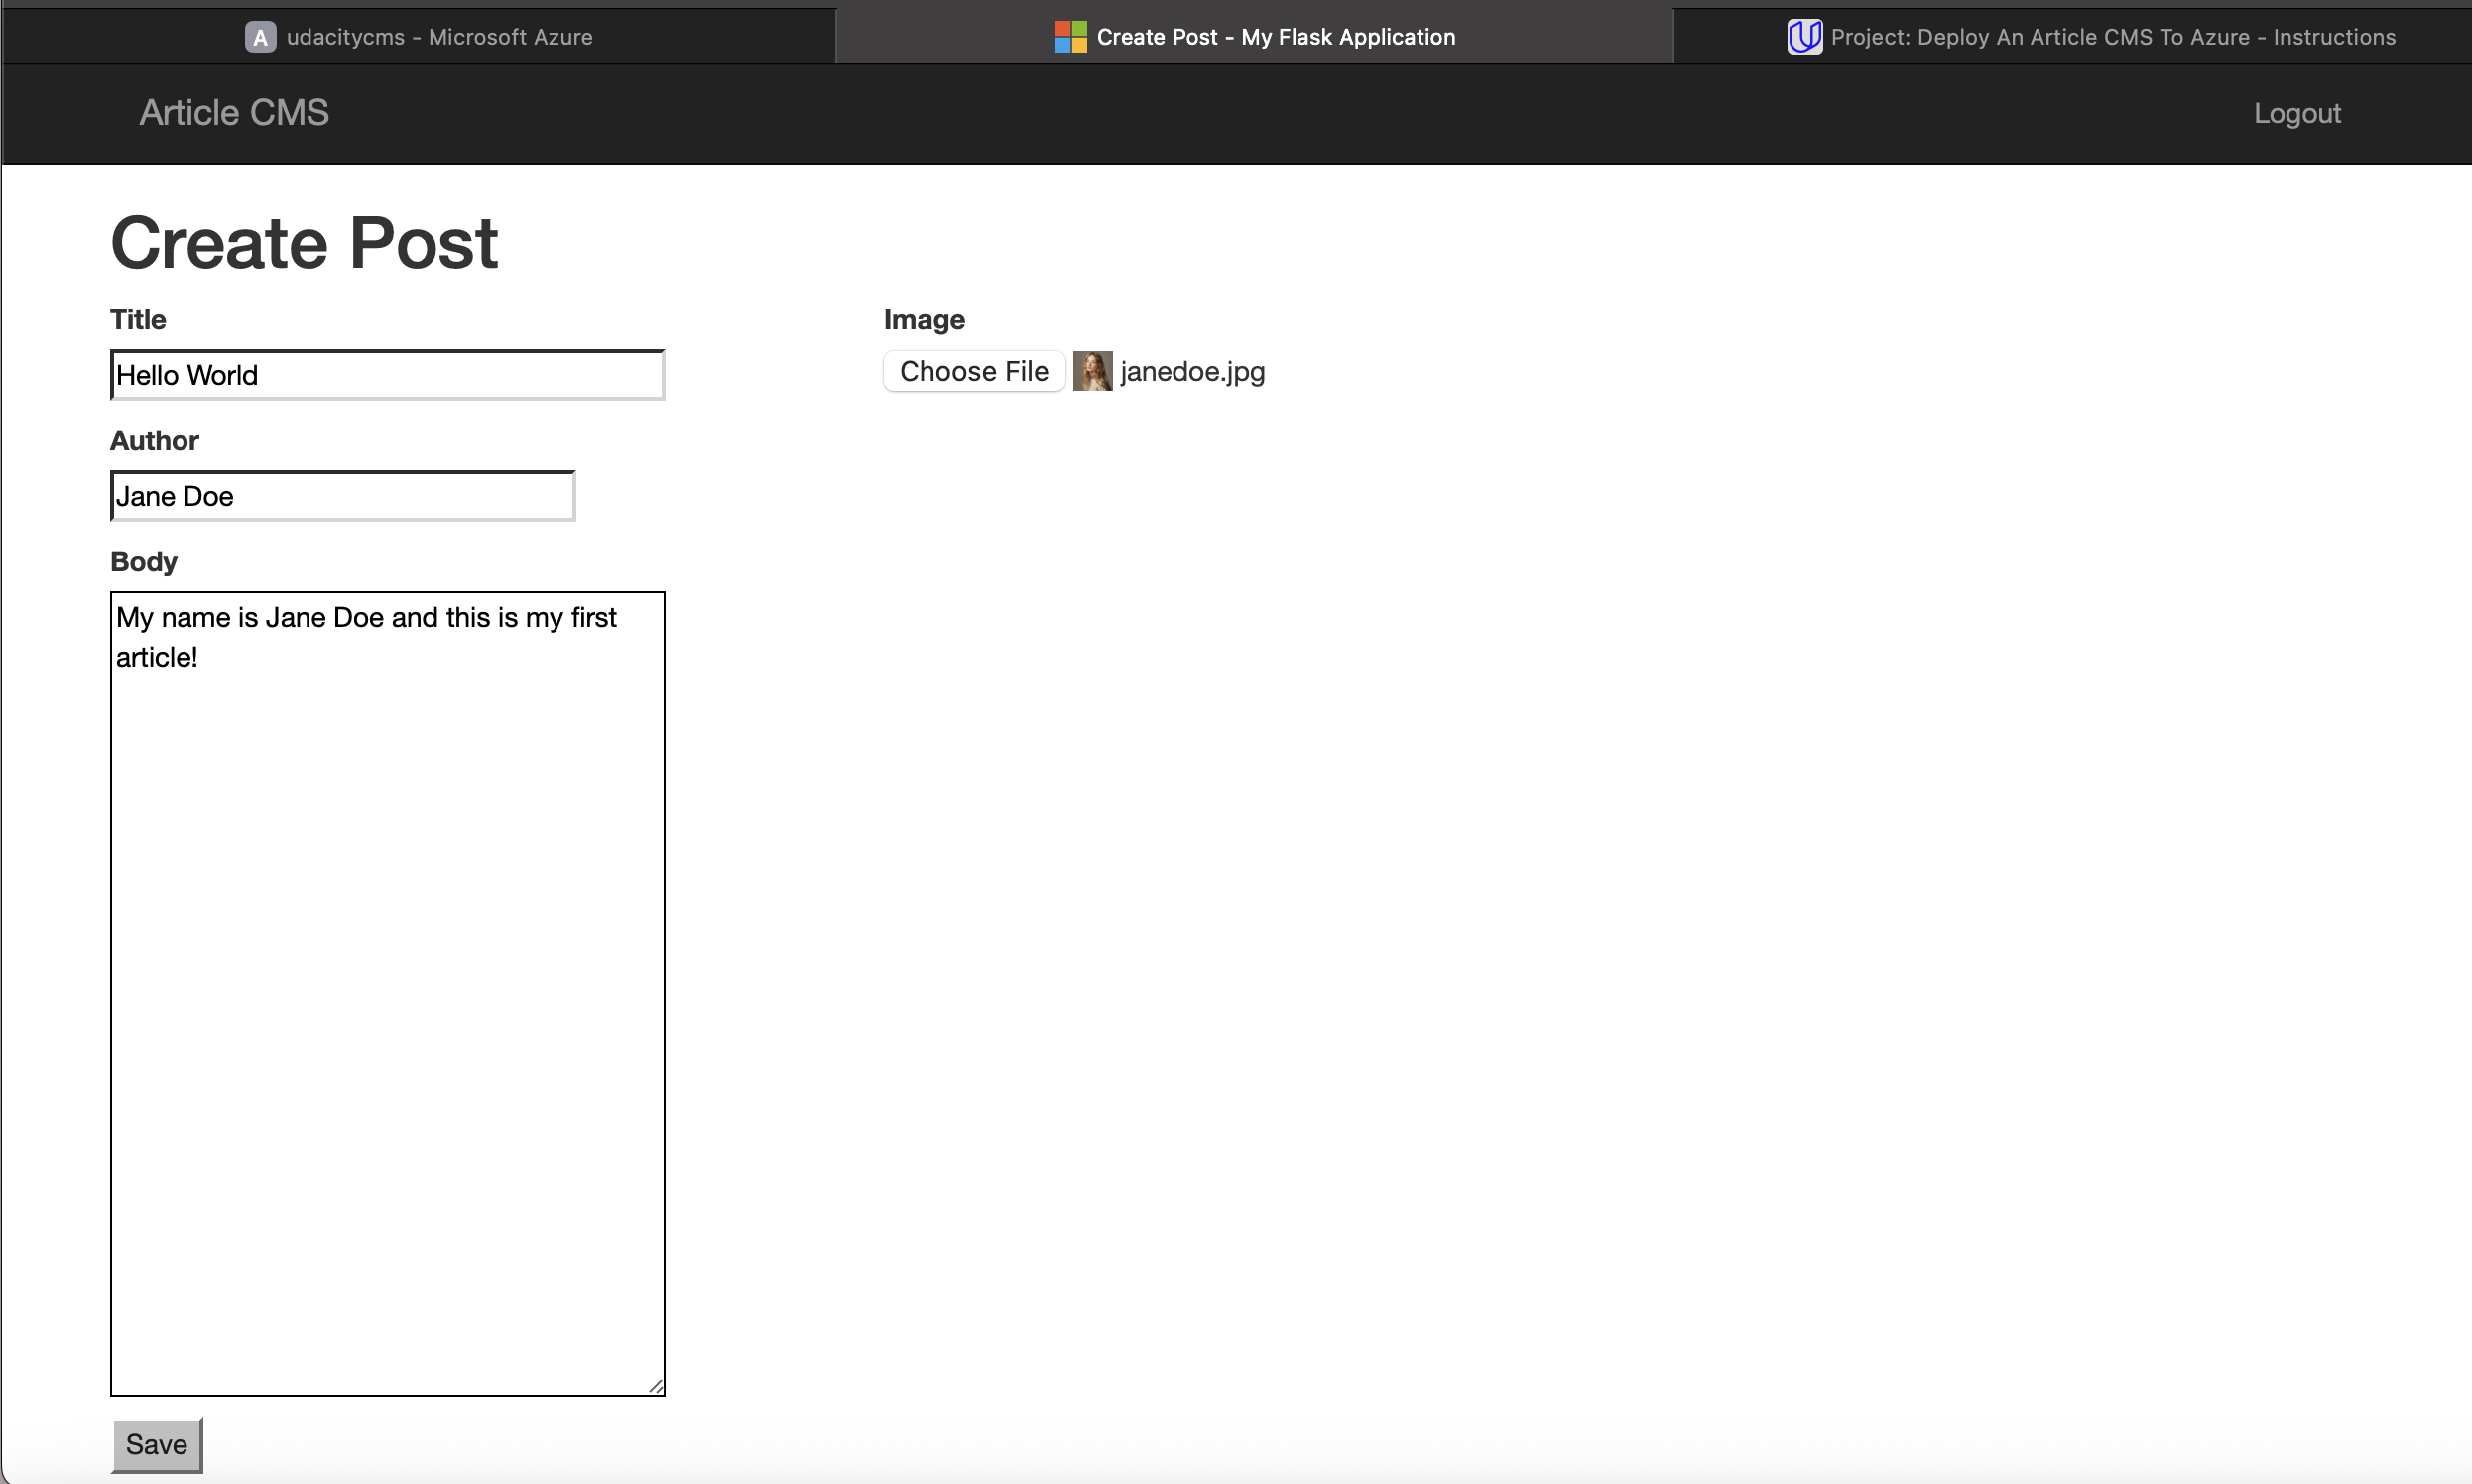 A udacitycms - Microsoft Azure
Create Post - My Flask Application
Project: Deploy An Article CMS To Azure - Instructions
Article CMS
Logout
Create Post
Title
Hello World
Image
Choose File janedoe.jpg
Author
Jane Doe
Body
My name is Jane Doe and this is my first
article!
Save